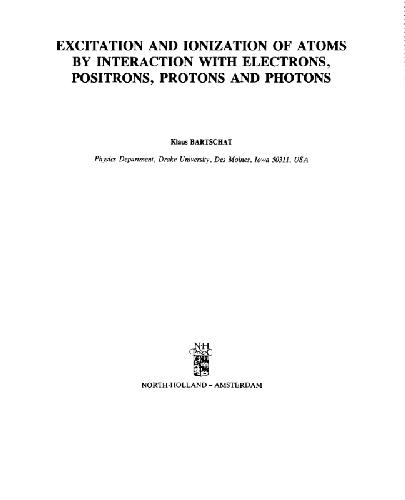 EXCITATION AND IONIZATION OF ATOMS
BY INTERACTION WITH ELECTRONS,
POSITRONS, PROTONS AND PHOTONS
Klaus BARTSCHAT
Physics Department, Drake University, Des Moines, Iowa 50311, USA
N·H
NORTH-HOLLAND – AMSTERDAM